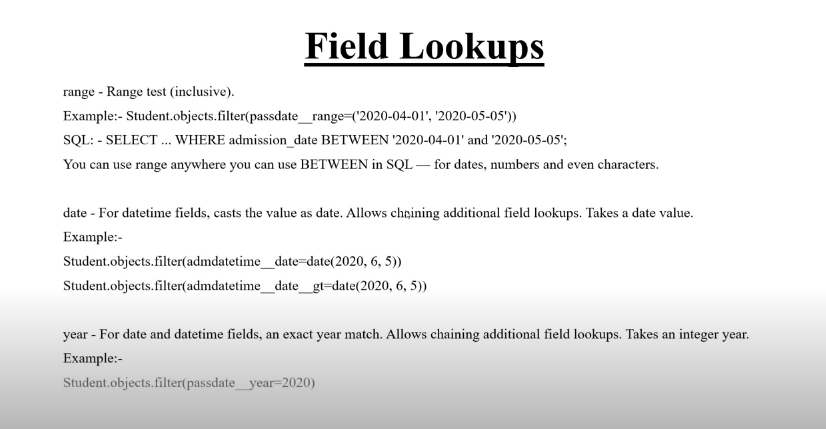 Field Lookups
range - Range test (inclusive).
Example:- Student.objects.filter(passdate__range=('2020-04-01', '2020-05-05'))
SQL: - SELECT ... WHERE admission_date BETWEEN '2020-04-01' and '2020-05-05';
You can use range anywhere you can use BETWEEN in SQL — for dates, numbers and even characters.
date - For datetime fields, casts the value as date. Allows chaining additional field lookups. Takes a date value.
Example:-
Student.objects.filter(admdatetime__date=date(2020, 6, 5))
Student.objects.filter(admdatetime__date__gt=date(2020, 6, 5))
year - For date and datetime fields, an exact year match. Allows chaining additional field lookups. Takes an integer year.
Example:-
Student.objects.filter(passdate__year=2020)